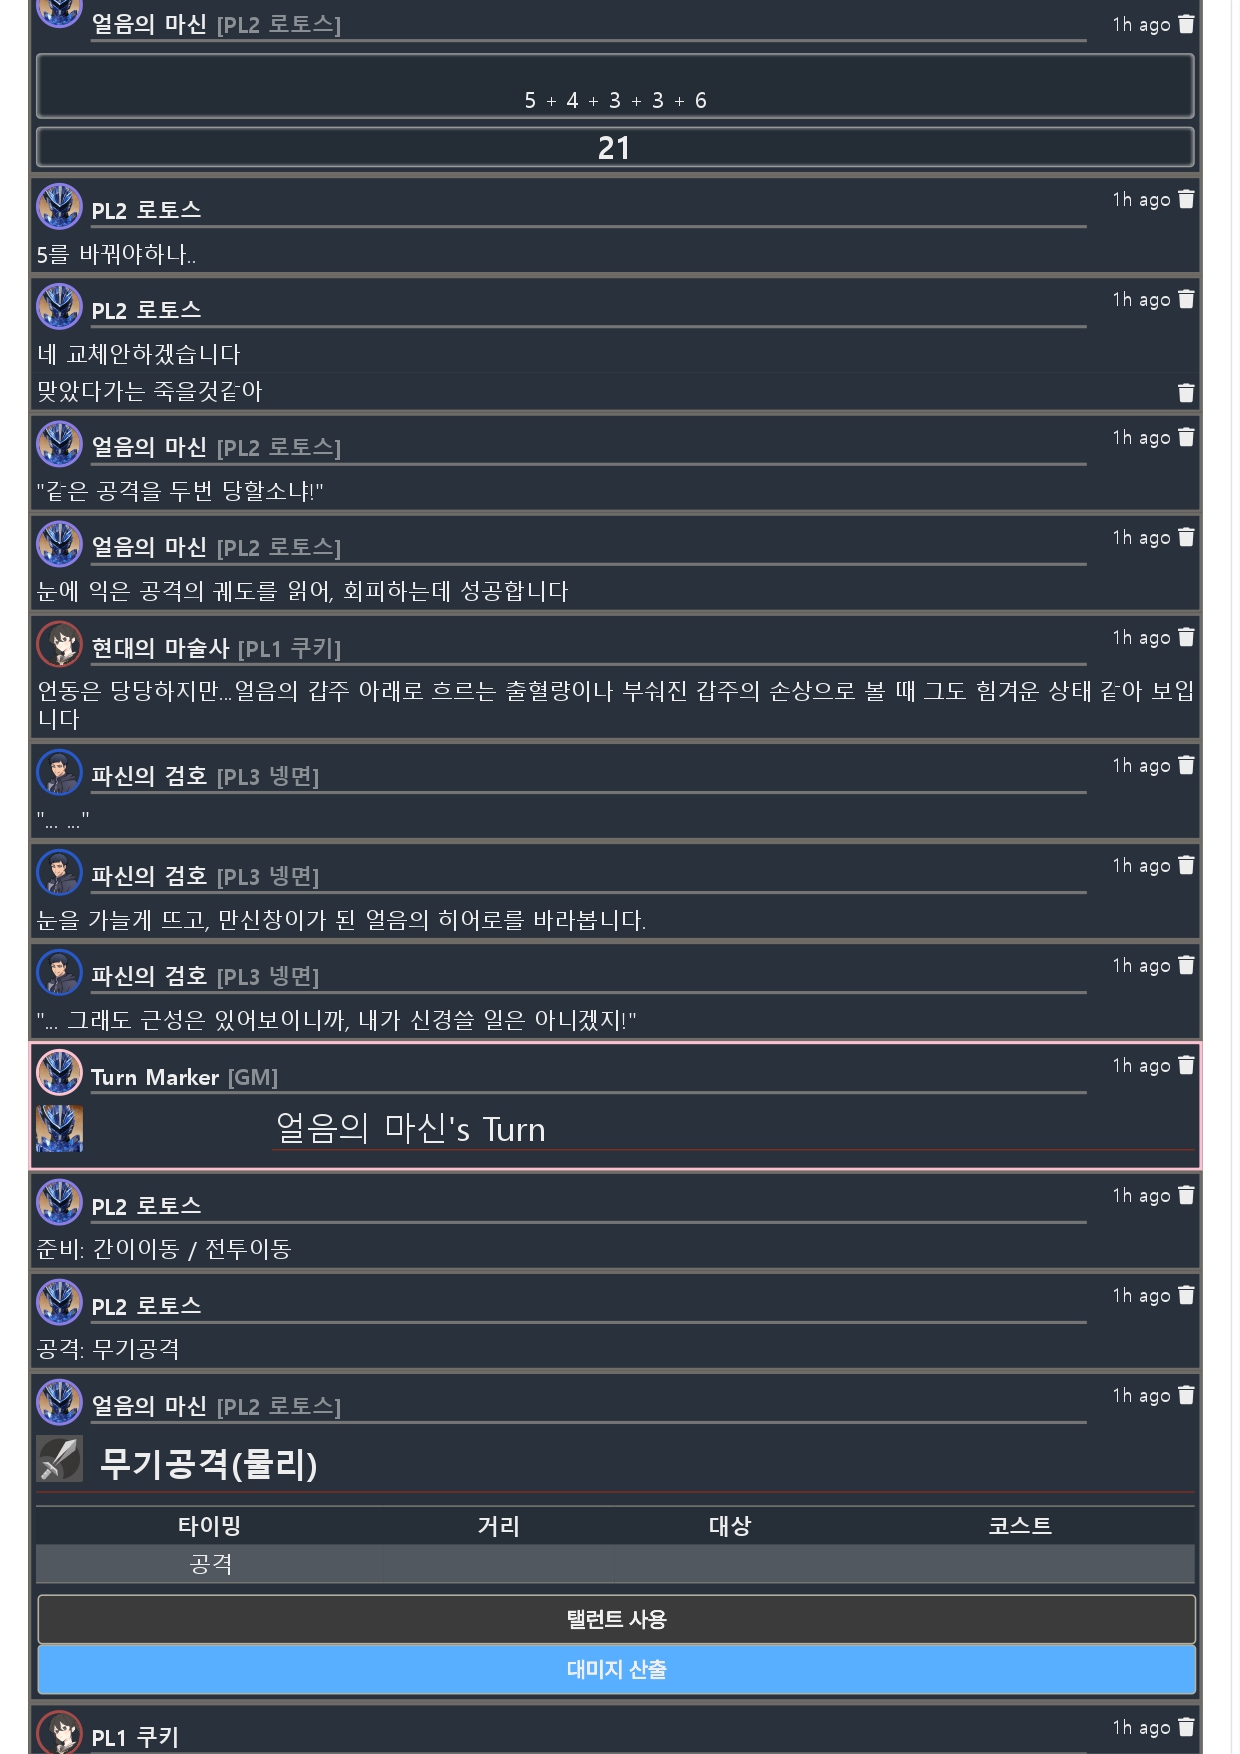 얼음의 마신 [PL2 로토스] 1h ago
5 + 4 + 3 + 3 + 6
21
PL2 로토스 1h ago
5를 바꿔야하나..
PL2 로토스 1h ago
네 교체안하겠습니다
맞았다가는 죽을것같아
얼음의 마신 [PL2 로토스] 1h ago
"같은 공격을 두번 당할소냐!"
얼음의 마신 [PL2 로토스] 1h ago
눈에 익은 공격의 궤도를 읽어, 회피하는데 성공합니다
현대의 마술사 [PL1 쿠키] 1h ago
언동은 당당하지만...얼음의 갑주 아래로 흐르는 출혈량이나 부숴진 갑주의 손상으로 볼 때 그도 힘겨운 상태 같아 보입
니다
파신의 검호 [PL3 넹면] 1h ago
"... ..."
파신의 검호 [PL3 넹면] 1h ago
눈을 가늘게 뜨고, 만신창이가 된 얼음의 히어로를 바라봅니다.
파신의 검호 [PL3 넹면] 1h ago
"... 그래도 근성은 있어보이니까, 내가 신경쓸 일은 아니겠지!"
Turn Marker [GM] 1h ago
얼음의 마신's Turn
PL2 로토스 1h ago
준비: 간이이동 / 전투이동
PL2 로토스 1h ago
공격: 무기공격
얼음의 마신 [PL2 로토스] 1h ago
무기공격(물리)
타이밍 거리 대상 코스트
공격
탤런트 사용
대미지 산출
PL1 쿠키 1h ago